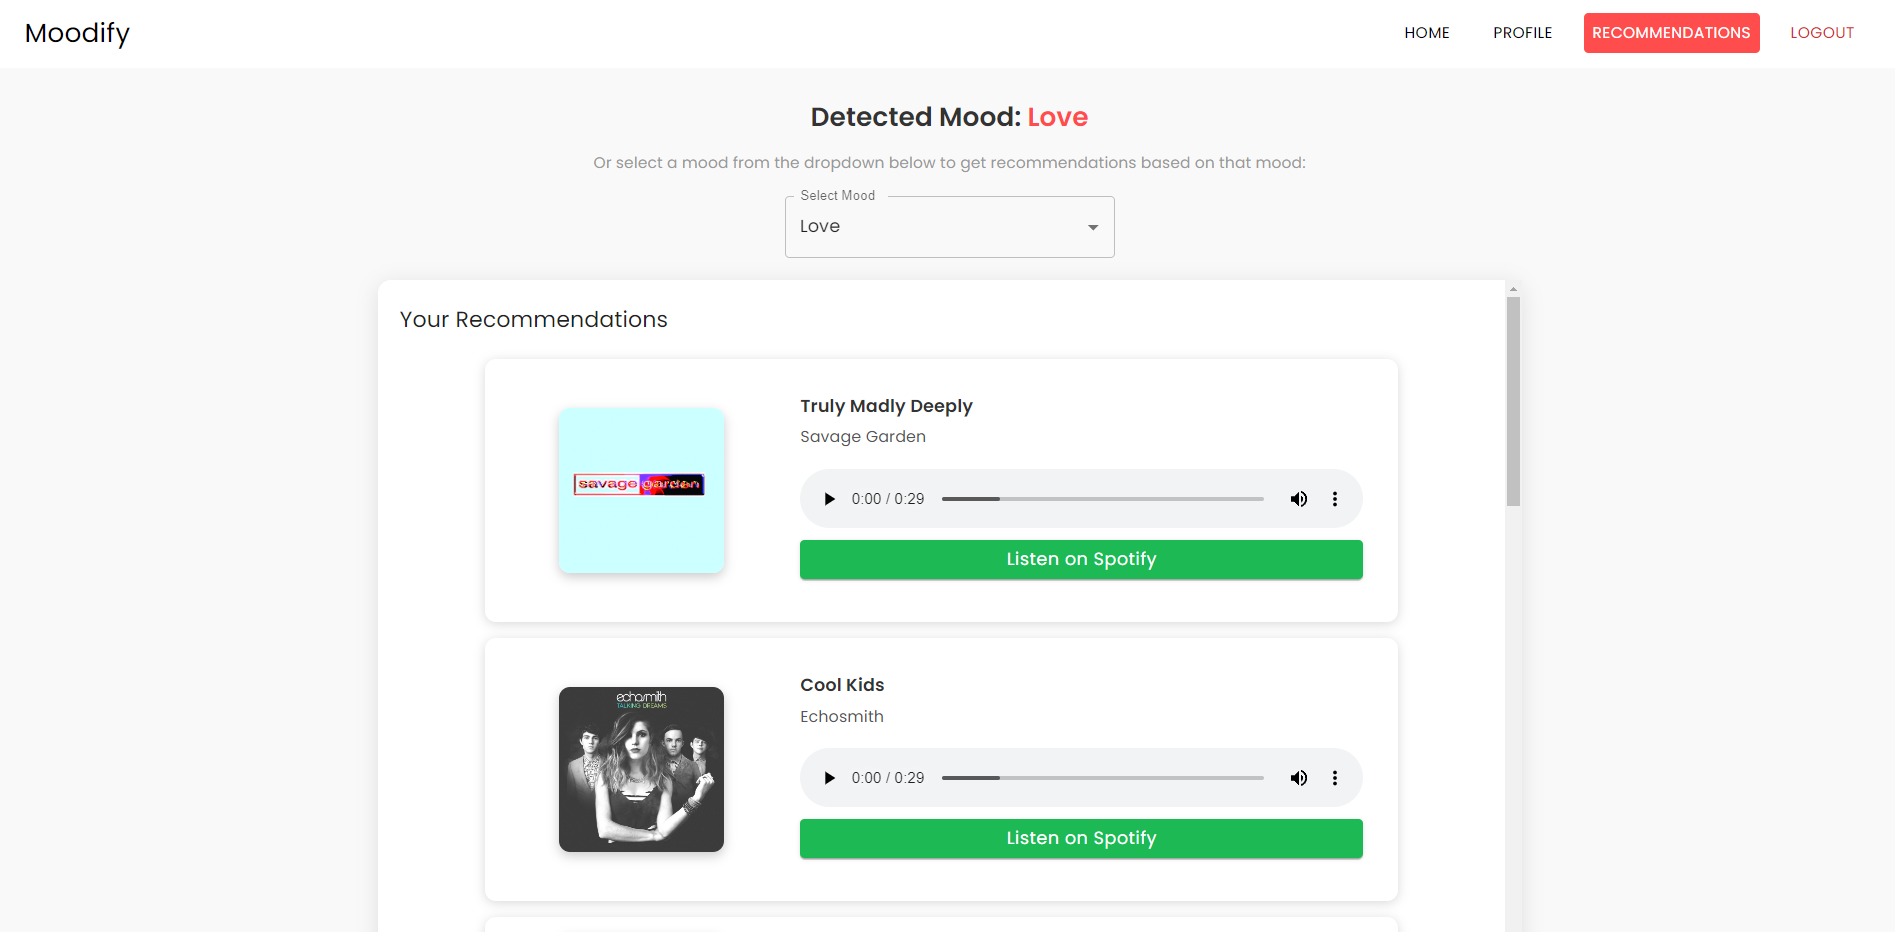 Moodify
HOME
PROFILE
RECOMMENDATIONS
LOGOUT
Detected Mood: Love
Or select a mood from the dropdown below to get recommendations based on that mood:
Select Mood
Love
Your Recommendations
savage garden
Truly Madly Deeply
Savage Garden
0:00 / 0:29
Listen on Spotify
echosmith
TALKING DREAMS
Cool Kids
Echosmith
0:00 / 0:29
Listen on Spotify